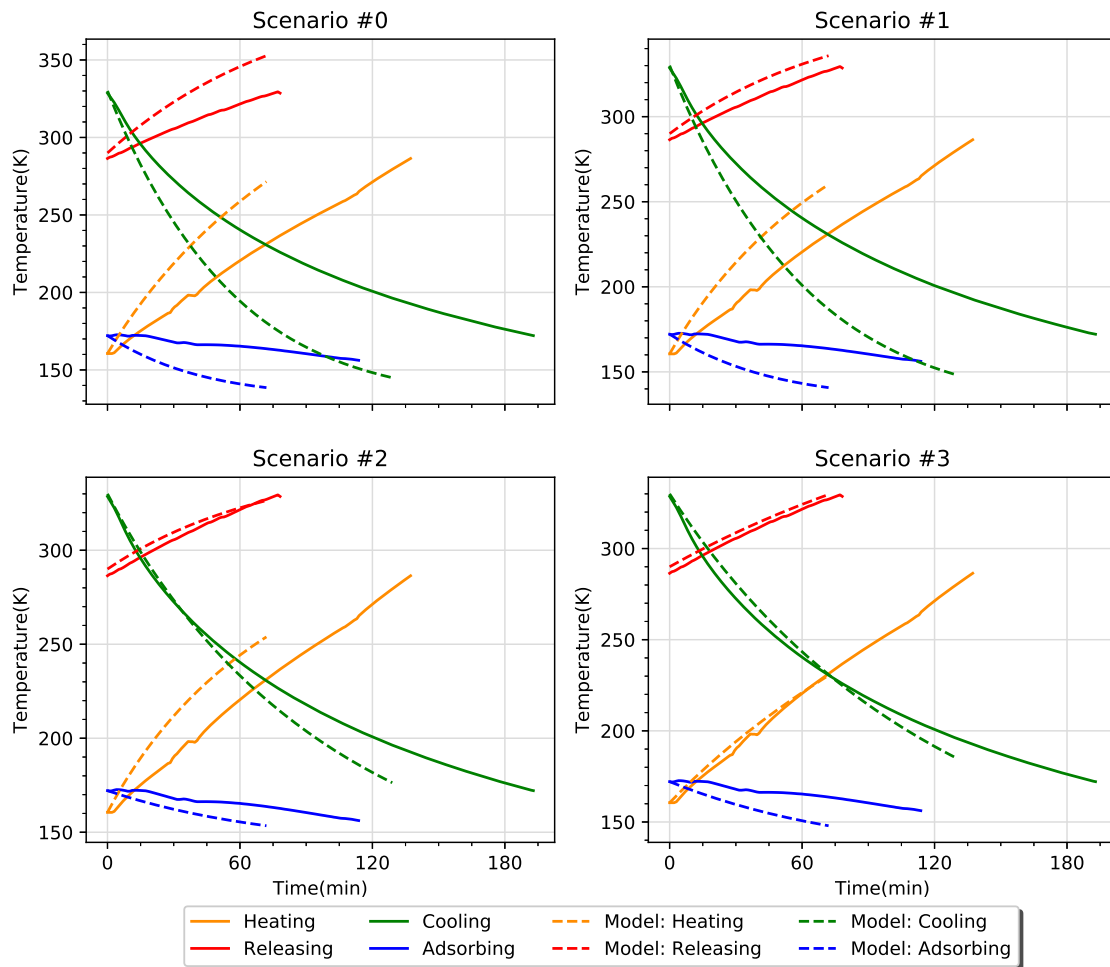 Scenario #0
Scenario #1
350
300
250
200
150
Temperature(K)
300
250
200
150
Temperature(K)
Scenario #2
Scenario #3
300
250
200
150
Temperature(K)
0
60
120
180
Time(min)
300
250
200
150
Temperature(K)
0
60
120
180
Time(min)
Heating
Cooling
Model: Heating
Model: Cooling
Releasing
Adsorbing
Model: Releasing
Model: Adsorbing